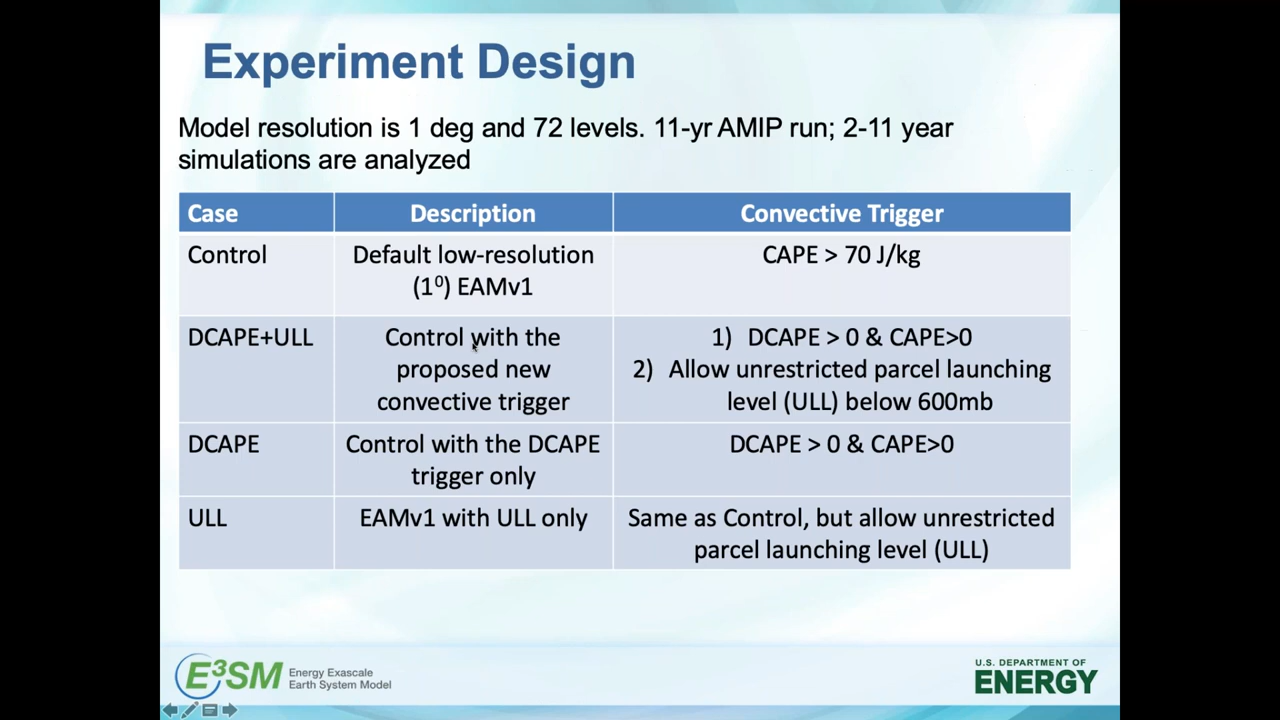 Experiment Design
Model resolution is 1 deg and 72 levels. 11-yr AMIP run; 2-11 year
simulations are analyzed
Case
Description
Convective Trigger
Control
Default low-resolution
(1⁰) EAMv1
CAPE > 70 J/kg
DCAPE+ULL
Control with the
proposed new
convective trigger
1) DCAPE > 0 & CAPE>0
2) Allow unrestricted parcel launching
level (ULL) below 600mb
DCAPE
Control with the DCAPE
trigger only
DCAPE > 0 & CAPE>0
ULL
EAMv1 with ULL only
Same as Control, but allow unrestricted
parcel launching level (ULL)
E³SM
Energy Exascale
Earth System Model
U.S. DEPARTMENT OF
ENERGY